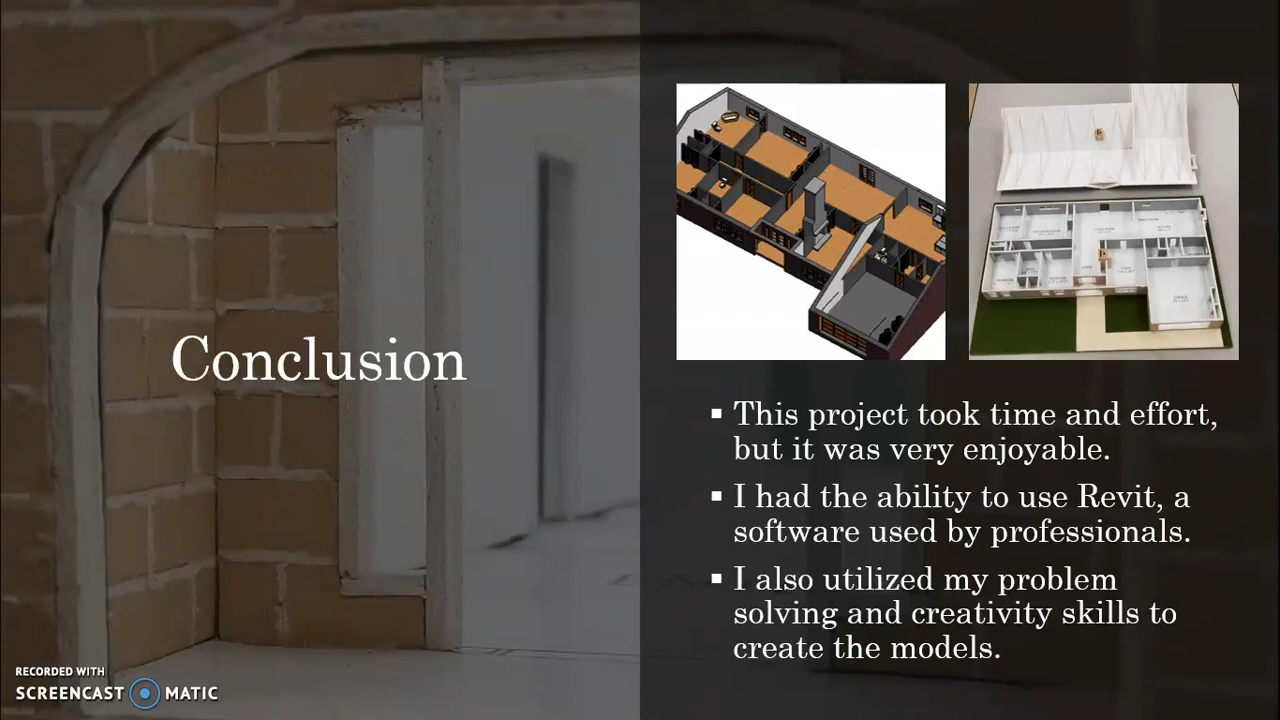 Conclusion
This project took time and effort,
but it was very enjoyable.
I had the ability to use Revit, a
software used by professionals.
I also utilized my problem
solving and creativity skills to
create the models.
RECORDED WITH
SCREENCAST MATIC